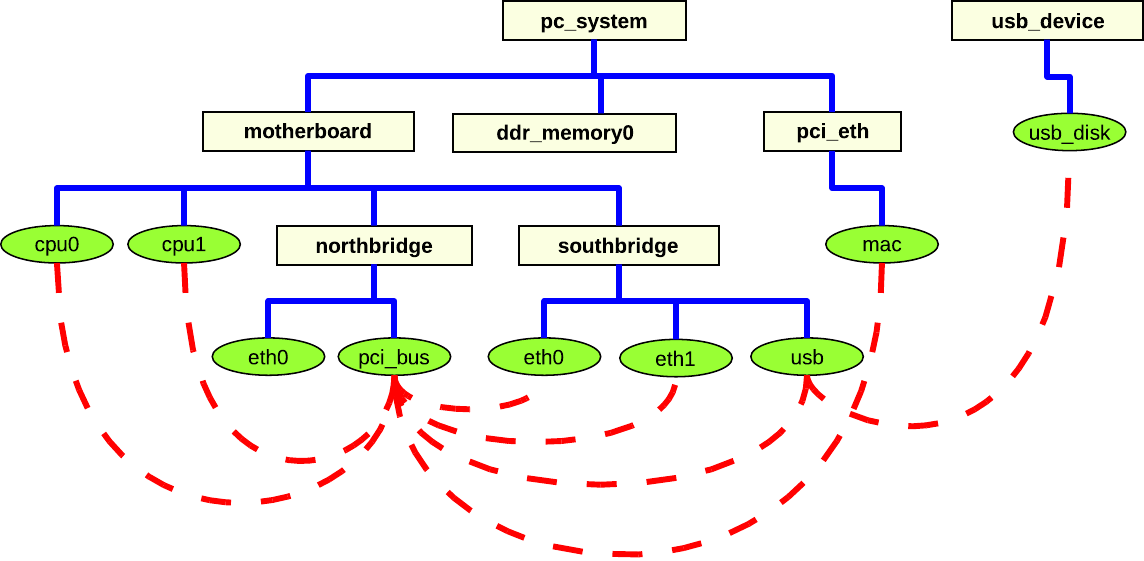 pc_system
usb_device
motherboard
ddr_memory0
pci_eth
usb_disk
cpu0
cpu1
northbridge
southbridge
mac
eth0
pci_bus
eth0
eth1
usb